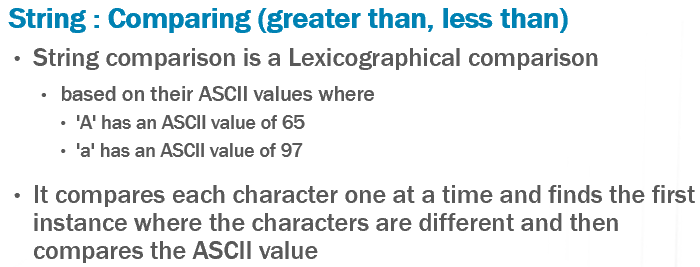 String : Comparing (greater than, less than)
• String comparison is a Lexicographical comparison
• based on their ASCII values where
• 'A' has an ASCII value of 65
• 'a' has an ASCII value of 97
• It compares each character one at a time and finds the first
instance where the characters are different and then
compares the ASCII value